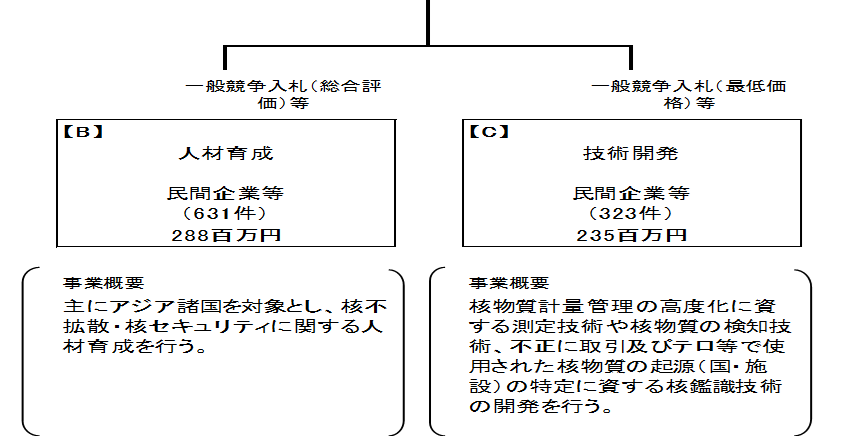 一般競争入札（総合評
価）等
【B】
人材育成
民間企業等
（631件）
288百万円
事業概要
主にアジア諸国を対象とし、核不
拡散・核セキュリティに関する人
材育成を行う。
一般競争入札（最低価
格）等
【C】
技術開発
民間企業等
（323件）
235百万円
事業概要
核物質計量管理の高度化に資
する測定技術や核物質の検知技
術、不正に取引及びテロ等で使
用された核物質の起源（国・施
設）の特定に資する核鑑識技術
の開発を行う。